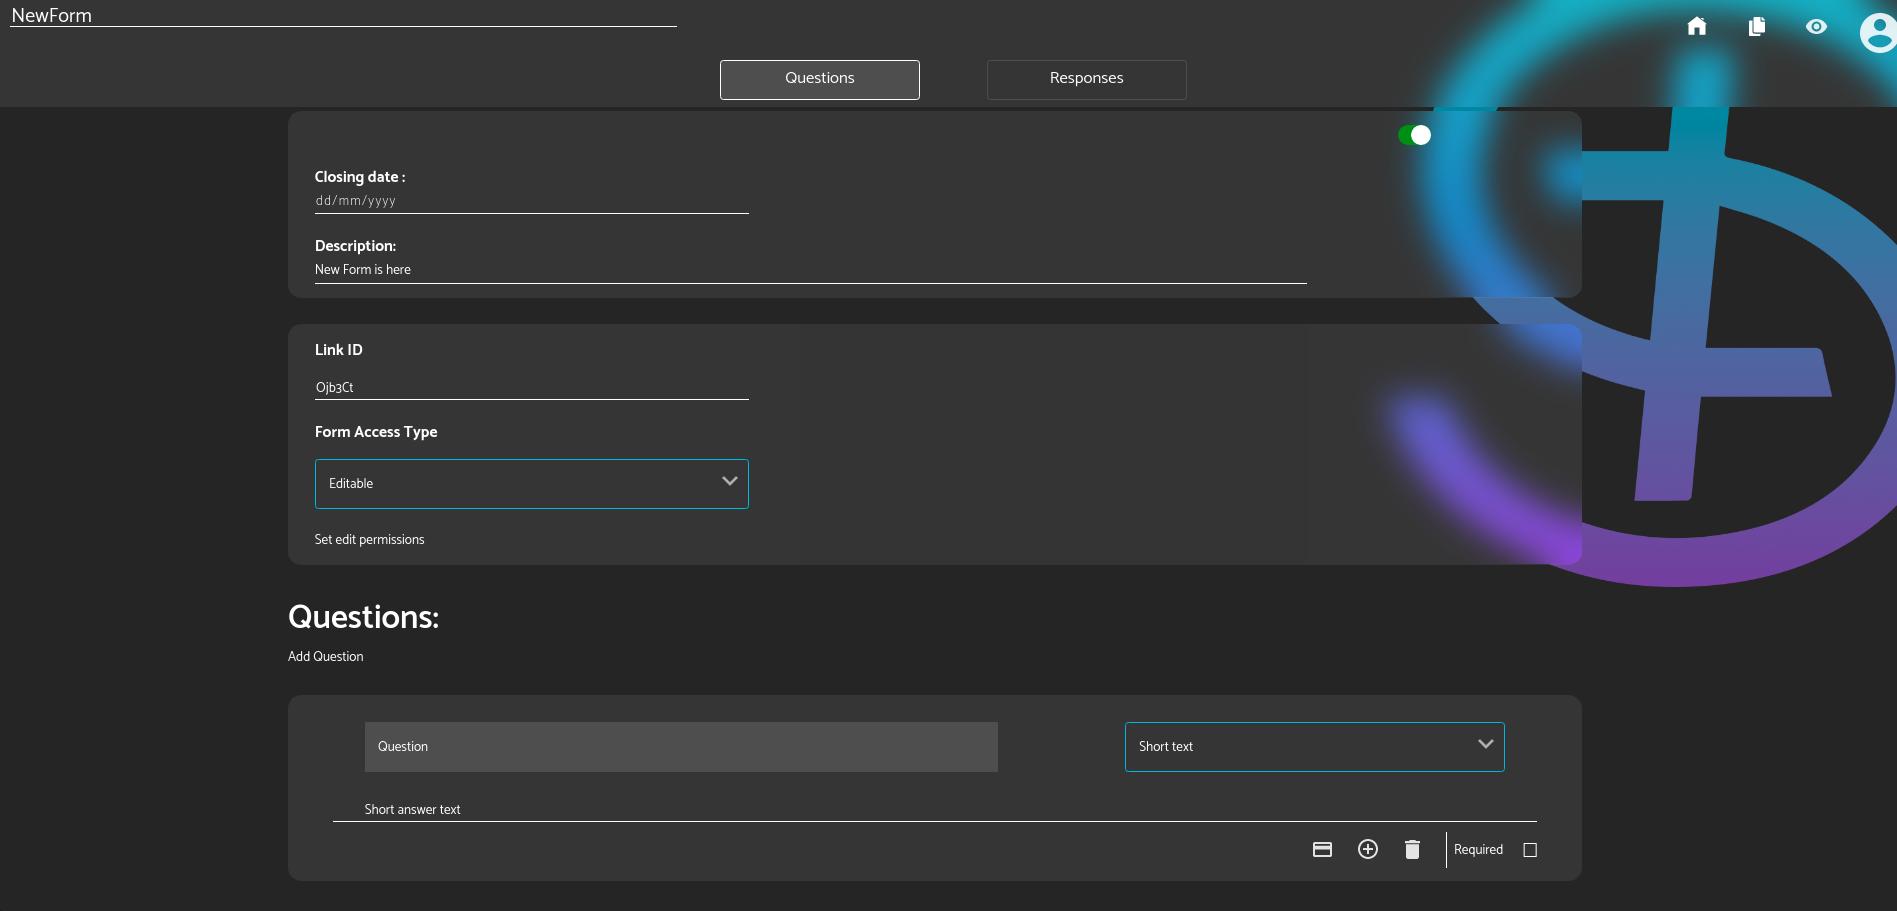 NewForm
Questions
Responses
Closing date :
dd/mm/yyyy
Description:
New Form is here
Link ID
Ojb3Ct
Form Access Type
Editable
Set edit permissions
Questions:
Add Question
Question
Short text
Short answer text
Required